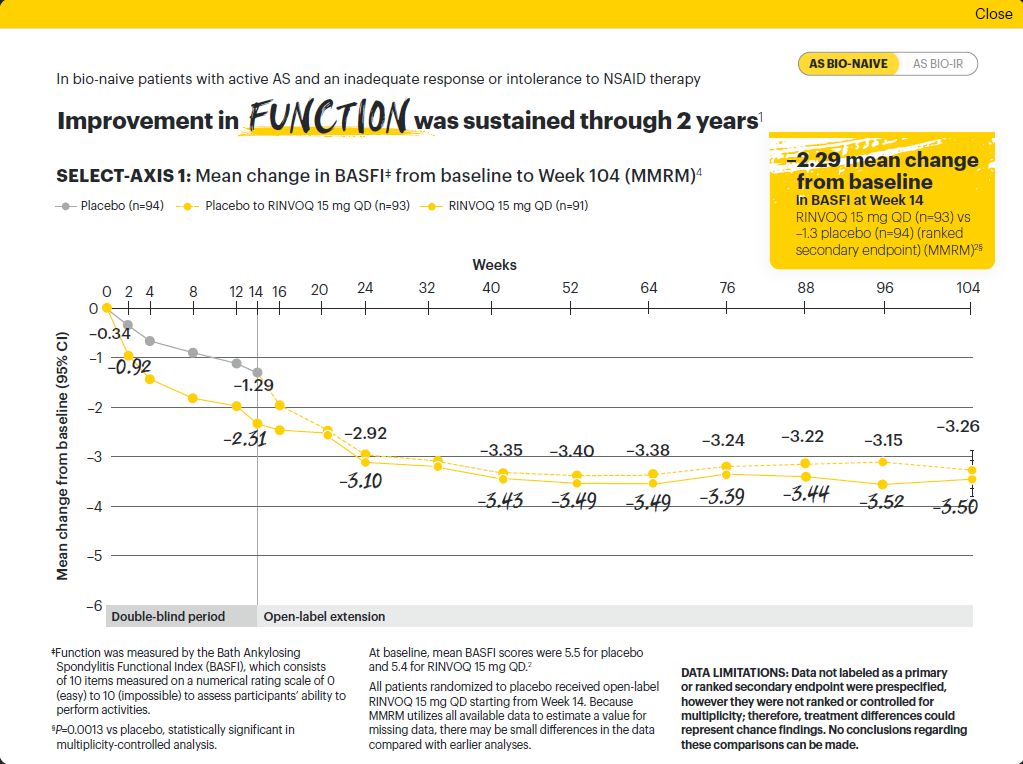 Close
AS BIO-NAIVE AS BIO-IR
In bio-naive patients with active AS and an inadequate response or intolerance to NSAID therapy
Improvement in FUNCTION was sustained through 2 years¹
–2.29 mean change
from baseline
in BASFI at Week 14
RINVOQ 15 mg QD (n=93) vs
–1.3 placebo (n=94) (ranked
secondary endpoint) (MMRM)²§
SELECT-AXIS 1: Mean change in BASFI‡ from baseline to Week 104 (MMRM)⁴
Placebo (n=94) Placebo to RINVOQ 15 mg QD (n=93) RINVOQ 15 mg QD (n=91)
Weeks
0 2 4 8 12 14 16 20 24 32 40 52 64 76 88 96 104
Mean change from baseline (95% CI)
0
–1
–2
–3
–4
–5
–6
–0.34
–0.92
–1.29
–2.31
–2.92
–3.10
–3.35
–3.43
–3.40
–3.49
–3.38
–3.49
–3.24
–3.39
–3.22
–3.44
–3.15
–3.52
–3.26
–3.50
Double-blind period Open-label extension
‡Function was measured by the Bath Ankylosing
Spondylitis Functional Index (BASFI), which consists
of 10 items measured on a numerical rating scale of 0
(easy) to 10 (impossible) to assess participants’ ability to
perform activities.
§P=0.0013 vs placebo, statistically significant in
multiplicity-controlled analysis.
At baseline, mean BASFI scores were 5.5 for placebo
and 5.4 for RINVOQ 15 mg QD.²
All patients randomized to placebo received open-label
RINVOQ 15 mg QD starting from Week 14. Because
MMRM utilizes all available data to estimate a value for
missing data, there may be small differences in the data
compared with earlier analyses.
DATA LIMITATIONS: Data not labeled as a primary
or ranked secondary endpoint were prespecified,
however they were not ranked or controlled for
multiplicity; therefore, treatment differences could
represent chance findings. No conclusions regarding
these comparisons can be made.